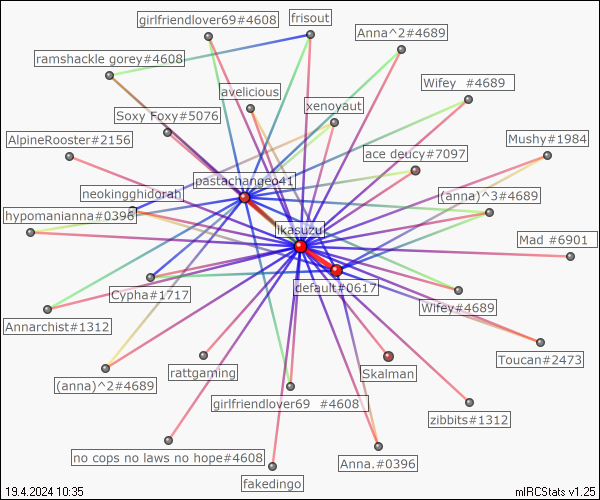 girlfriendlover69#4608
frisout
Anna^2#4689
ramshackle gorey#4608
avelicious
Wifey  #4689
xenoyaut
Soxy Foxy#5076
AlpineRooster#2156
Mushy#1984
ace deucy#7097
pastachangeo41
neokingghidorah
(anna)^3#4689
hypomanianna#0396
ikasuzu
Mad #6901
default#0617
Cypha#1717
Wifey#4689
Annarchist#1312
Toucan#2473
rattgaming
Skalman
(anna)^2#4689
girlfriendlover69  #4608
zibbits#1312
no cops no laws no hope#4608
Anna.#0396
fakedingo
19.4.2024 10:35
mIRCStats v1.25